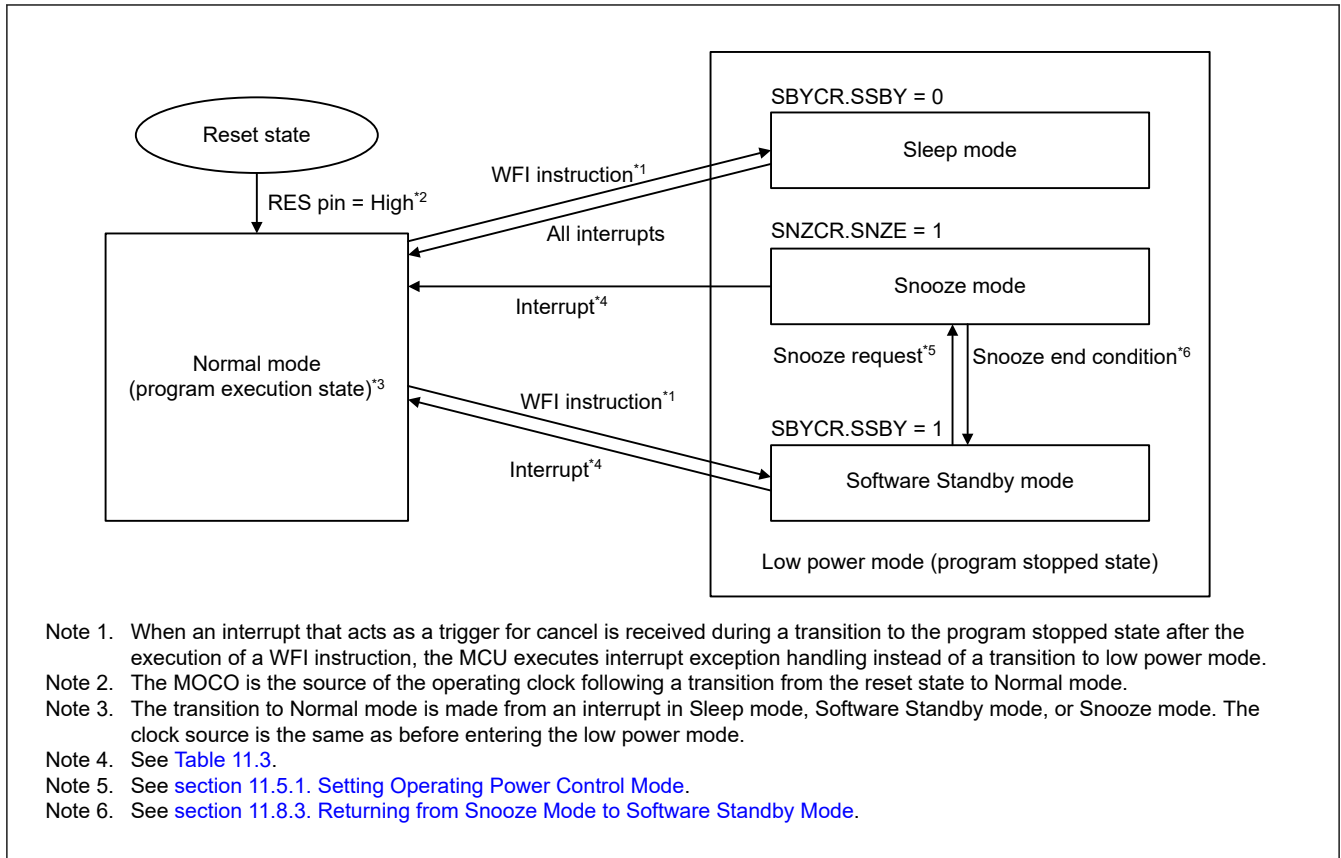 SBYCR.SSBY = 0
Reset state
Sleep mode
WFI instruction*1
RES pin = High*2
All interrupts
SNZCR.SNZE = 1
Snooze mode
Interrupt*4
Snooze request*5
Snooze end condition*6
Normal mode
(program execution state)*3
WFI instruction*1
SBYCR.SSBY = 1
Interrupt*4
Software Standby mode
Low power mode (program stopped state)
Note 1. When an interrupt that acts as a trigger for cancel is received during a transition to the program stopped state after the
execution of a WFI instruction, the MCU executes interrupt exception handling instead of a transition to low power mode.
Note 2. The MOCO is the source of the operating clock following a transition from the reset state to Normal mode.
Note 3. The transition to Normal mode is made from an interrupt in Sleep mode, Software Standby mode, or Snooze mode. The
clock source is the same as before entering the low power mode.
Note 4. See Table 11.3.
Note 5. See section 11.5.1. Setting Operating Power Control Mode.
Note 6. See section 11.8.3. Returning from Snooze Mode to Software Standby Mode.